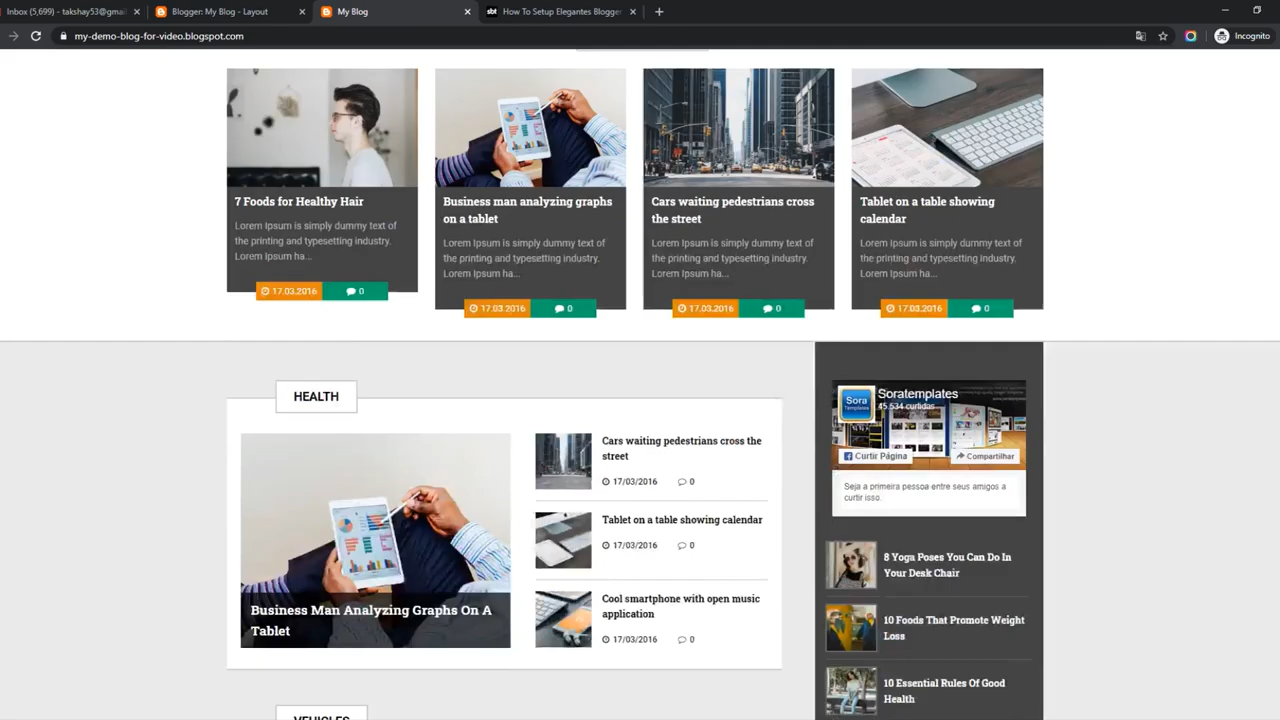 Inbox (5,699) - takshay53@gmai
Blogger: My Blog - Layout
My Blog
sbt
How To Setup Elegantes Blogger
my-demo-blog-for-video.blogspot.com
Incognito
7 Foods for Healthy Hair
Lorem Ipsum is simply dummy text of
the printing and typesetting industry.
Lorem Ipsum ha...
17.03.2016
0
Business man analyzing graphs
on a tablet
Lorem Ipsum is simply dummy text of
the printing and typesetting industry.
Lorem Ipsum ha...
17.03.2016
0
Cars waiting pedestrians cross
the street
Lorem Ipsum is simply dummy text of
the printing and typesetting industry.
Lorem Ipsum ha...
17.03.2016
0
Tablet on a table showing
calendar
Lorem Ipsum is simply dummy text of
the printing and typesetting industry.
Lorem Ipsum ha...
17.03.2016
0
HEALTH
Business Man Analyzing Graphs On A
Tablet
Cars waiting pedestrians cross the
street
17/03/2016
0
Tablet on a table showing calendar
17/03/2016
0
Cool smartphone with open music
application
17/03/2016
0
VEHICLES
Sora
Templates
Soratemplates
45.534 curtidas
Curtir Página
Compartilhar
Seja a primeira pessoa entre seus amigos a
curtir isso.
8 Yoga Poses You Can Do In
Your Desk Chair
10 Foods That Promote Weight
Loss
10 Essential Rules Of Good
Health